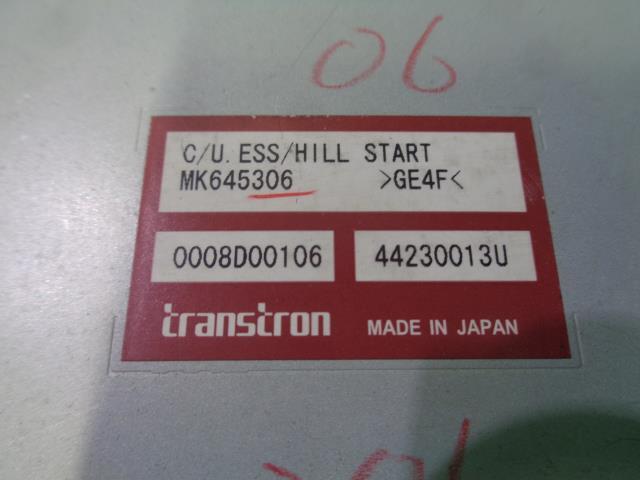 06
C/U. ESS/HILL START
MK645306 >GE4F<
0008D00106 44230013U
transtron MADE IN JAPAN